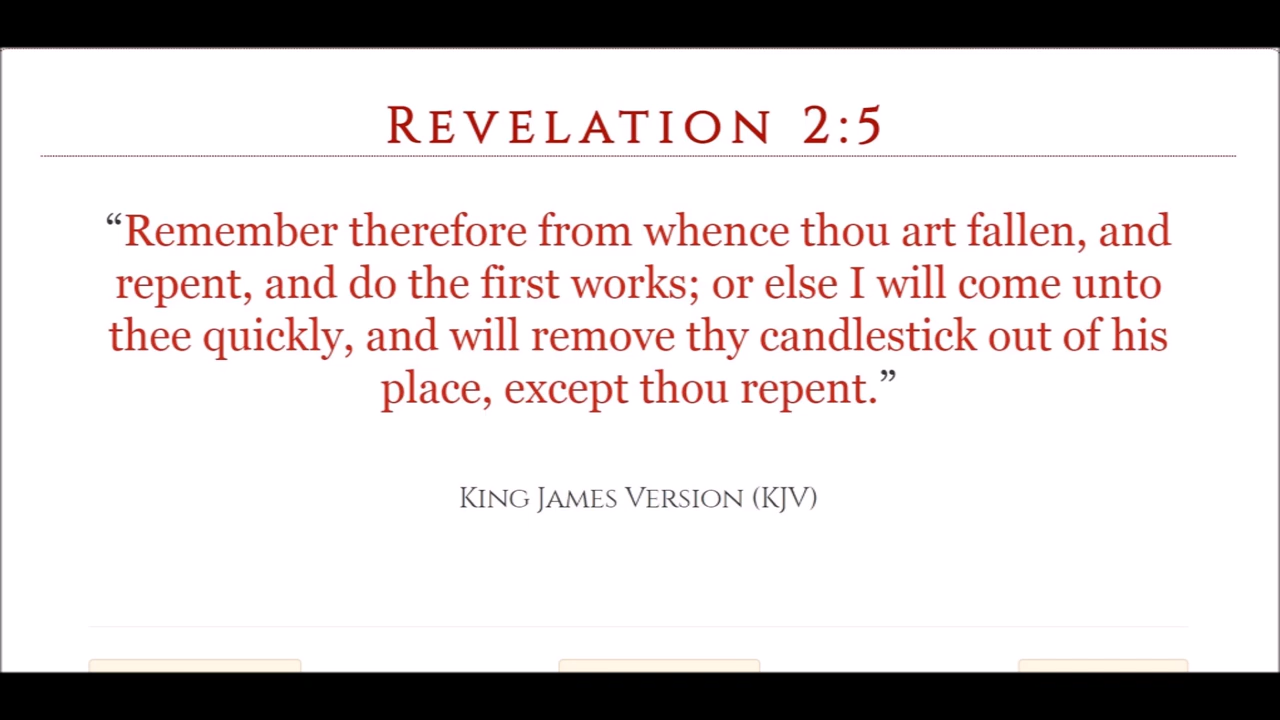 Revelation 2:5
“Remember therefore from whence thou art fallen, and
repent, and do the first works; or else I will come unto
thee quickly, and will remove thy candlestick out of his
place, except thou repent.”
King James Version (KJV)